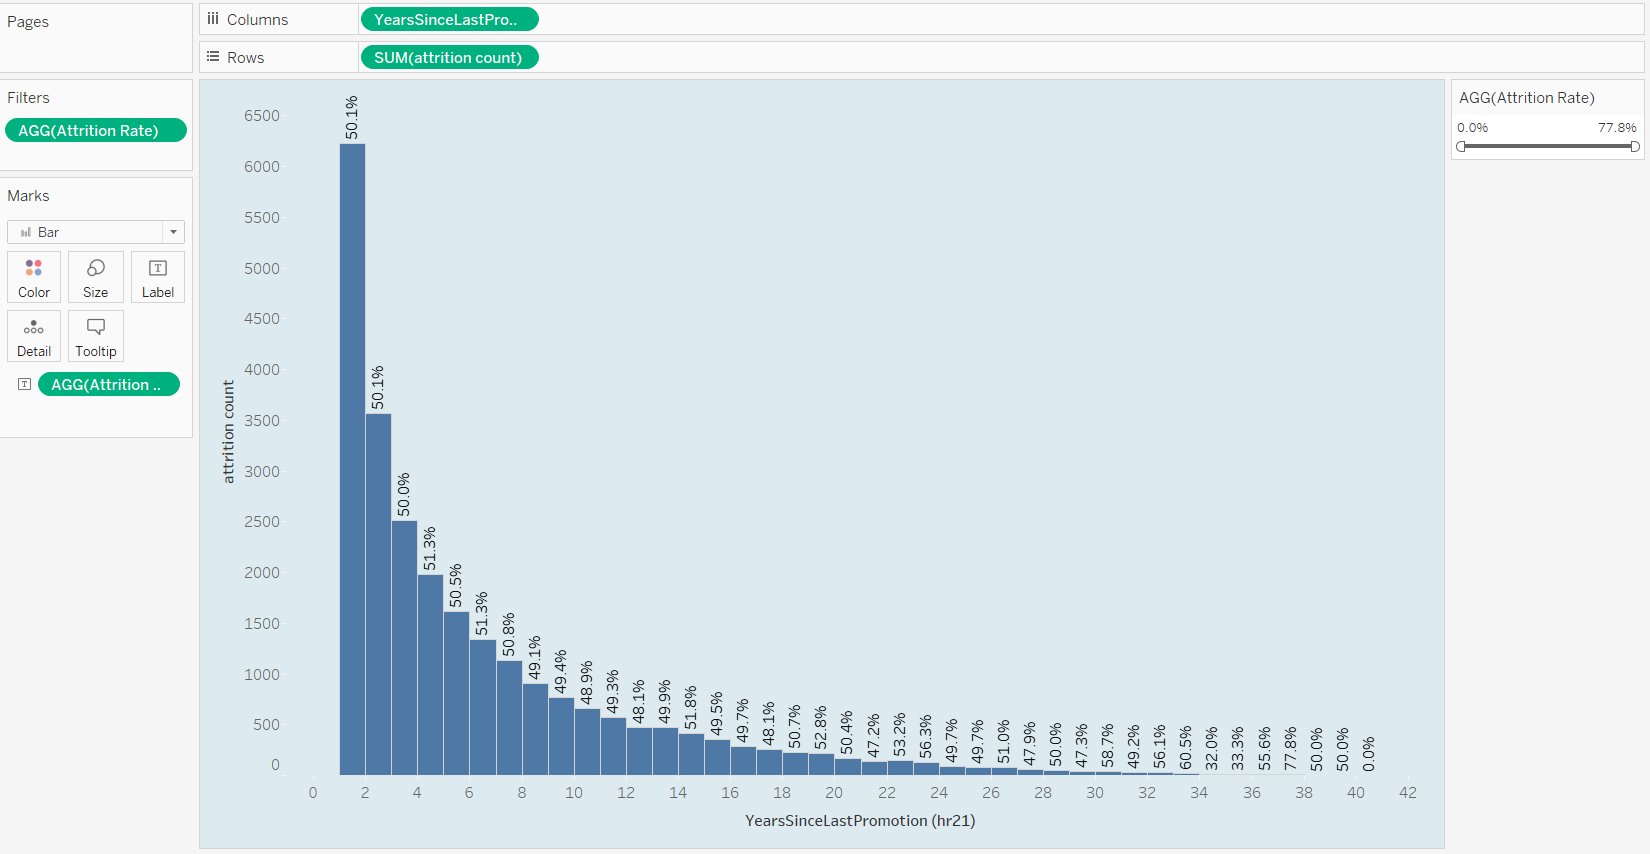 Pages
Columns
YearsSinceLastPro..
Rows
SUM(attrition count)
Filters
AGG(Attrition Rate)
Marks
Bar
Color
Size
Label
Detail
Tooltip
AGG(Attrition ..
attrition count
6500
6000
5500
5000
4500
4000
3500
3000
2500
2000
1500
1000
500
0
50.1%
50.1%
50.0%
51.3%
50.5%
51.3%
50.8%
49.1%
49.4%
48.9%
49.3%
48.1%
49.9%
51.8%
49.5%
49.7%
48.1%
50.7%
52.8%
50.4%
47.2%
53.2%
56.3%
49.7%
49.7%
51.0%
47.9%
50.0%
47.3%
58.7%
49.2%
56.1%
60.5%
32.0%
33.3%
55.6%
77.8%
50.0%
50.0%
0.0%
0 2 4 6 8 10 12 14 16 18 20 22 24 26 28 30 32 34 36 38 40 42
YearsSinceLastPromotion (hr21)
AGG(Attrition Rate)
0.0% 77.8%